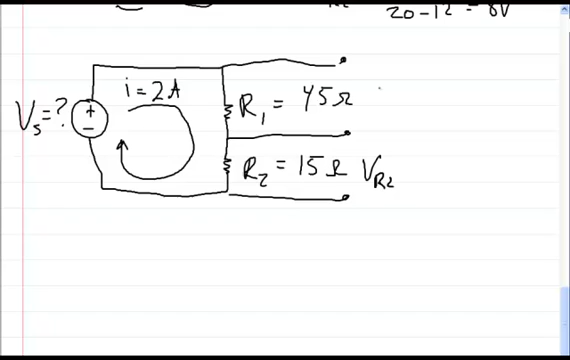 20-12 = 8V
i = 2A
Vs=?
+
−
R1 = 45Ω
R2 = 15Ω VR2